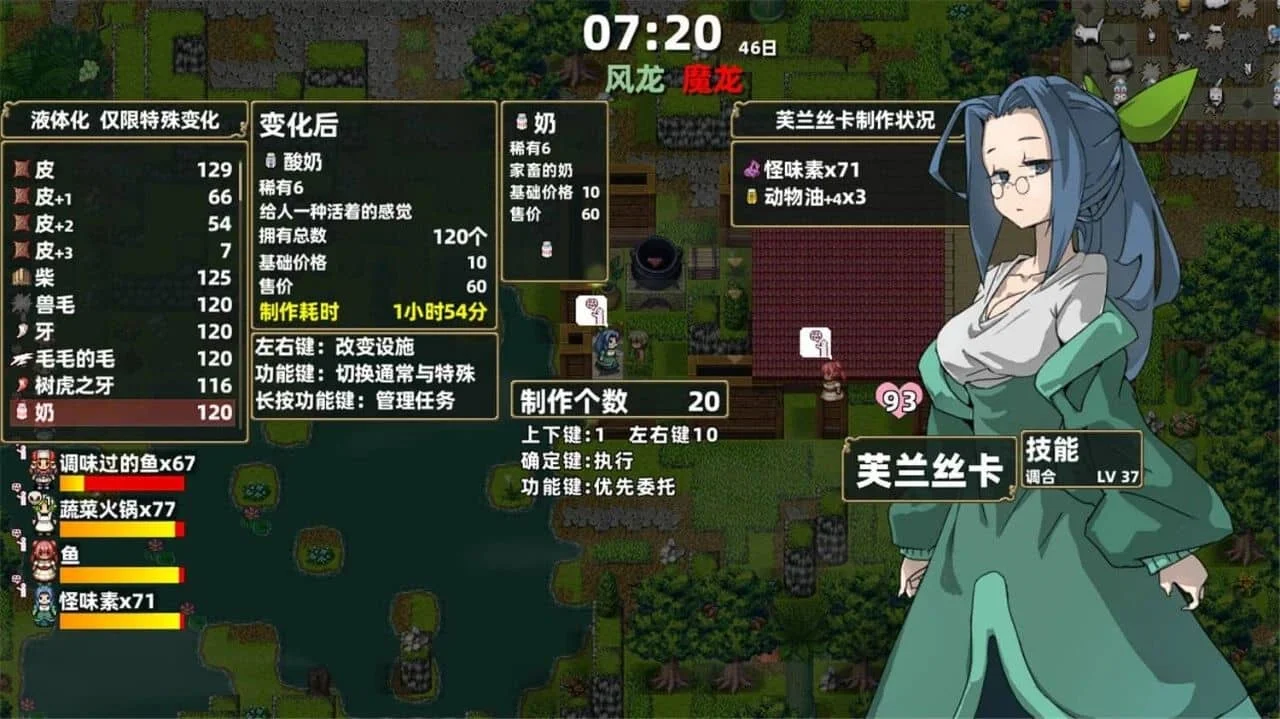 07:20 46日
风龙 魔龙
液体化 仅限特殊变化
皮 129
皮+1 66
皮+2 54
皮+3 7
柴 125
兽毛 120
牙 120
毛毛的毛 120
树虎之牙 116
奶 120
变化后
酸奶
稀有6
给人一种活着的感觉
拥有总数 120个
基础价格 10
售价 60
制作耗时 1小时54分
左右键：改变设施
功能键：切换通常与特殊
长按功能键：管理任务
奶
稀有6
家畜的奶
基础价格 10
售价 60
芙兰丝卡制作状况
怪味素x71
动物油+4x3
制作个数 20
上下键:1 左右键10
确定键:执行
功能键:优先委托
93
芙兰丝卡
技能
调合 LV 37
调味过的鱼x67
蔬菜火锅x77
鱼
怪味素x71